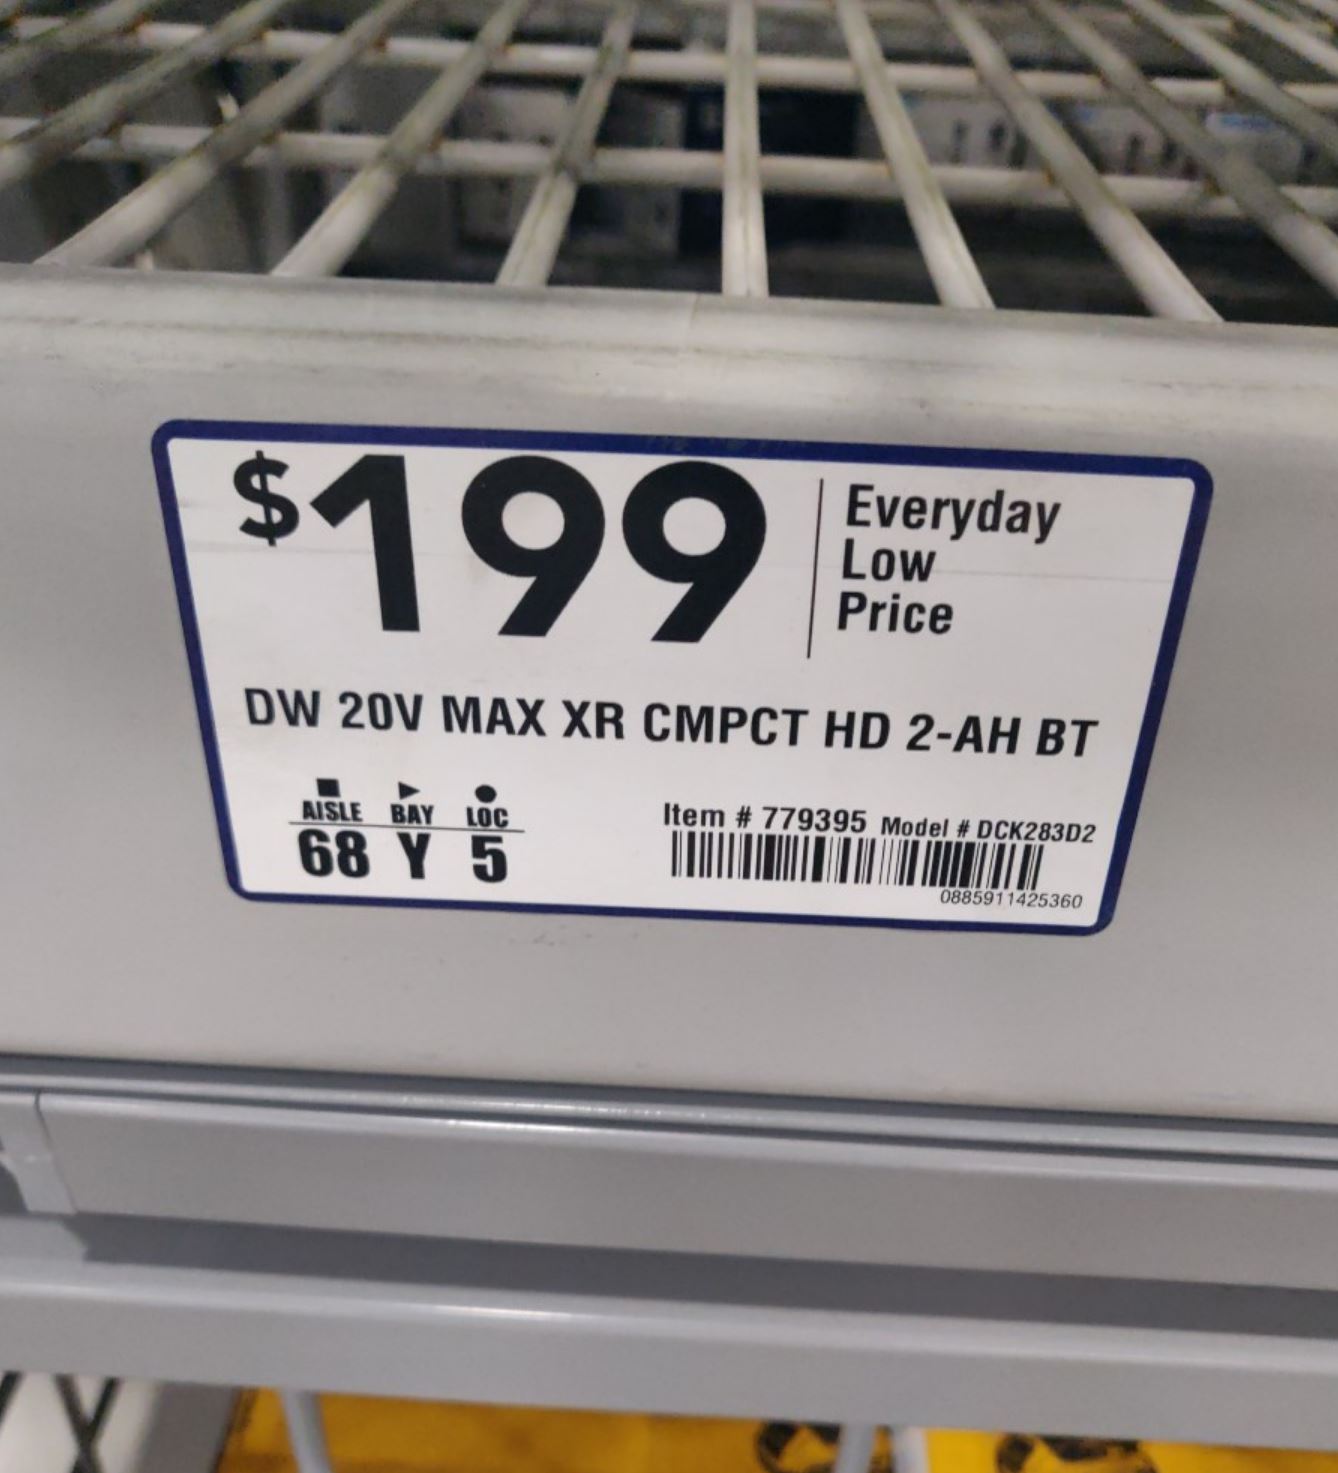 $199
Everyday
Low
Price
DW 20V MAX XR CMPCT HD 2-AH BT
AISLE BAY LOC
68 Y 5
Item # 779395 Model # DCK283D2
0885911425360